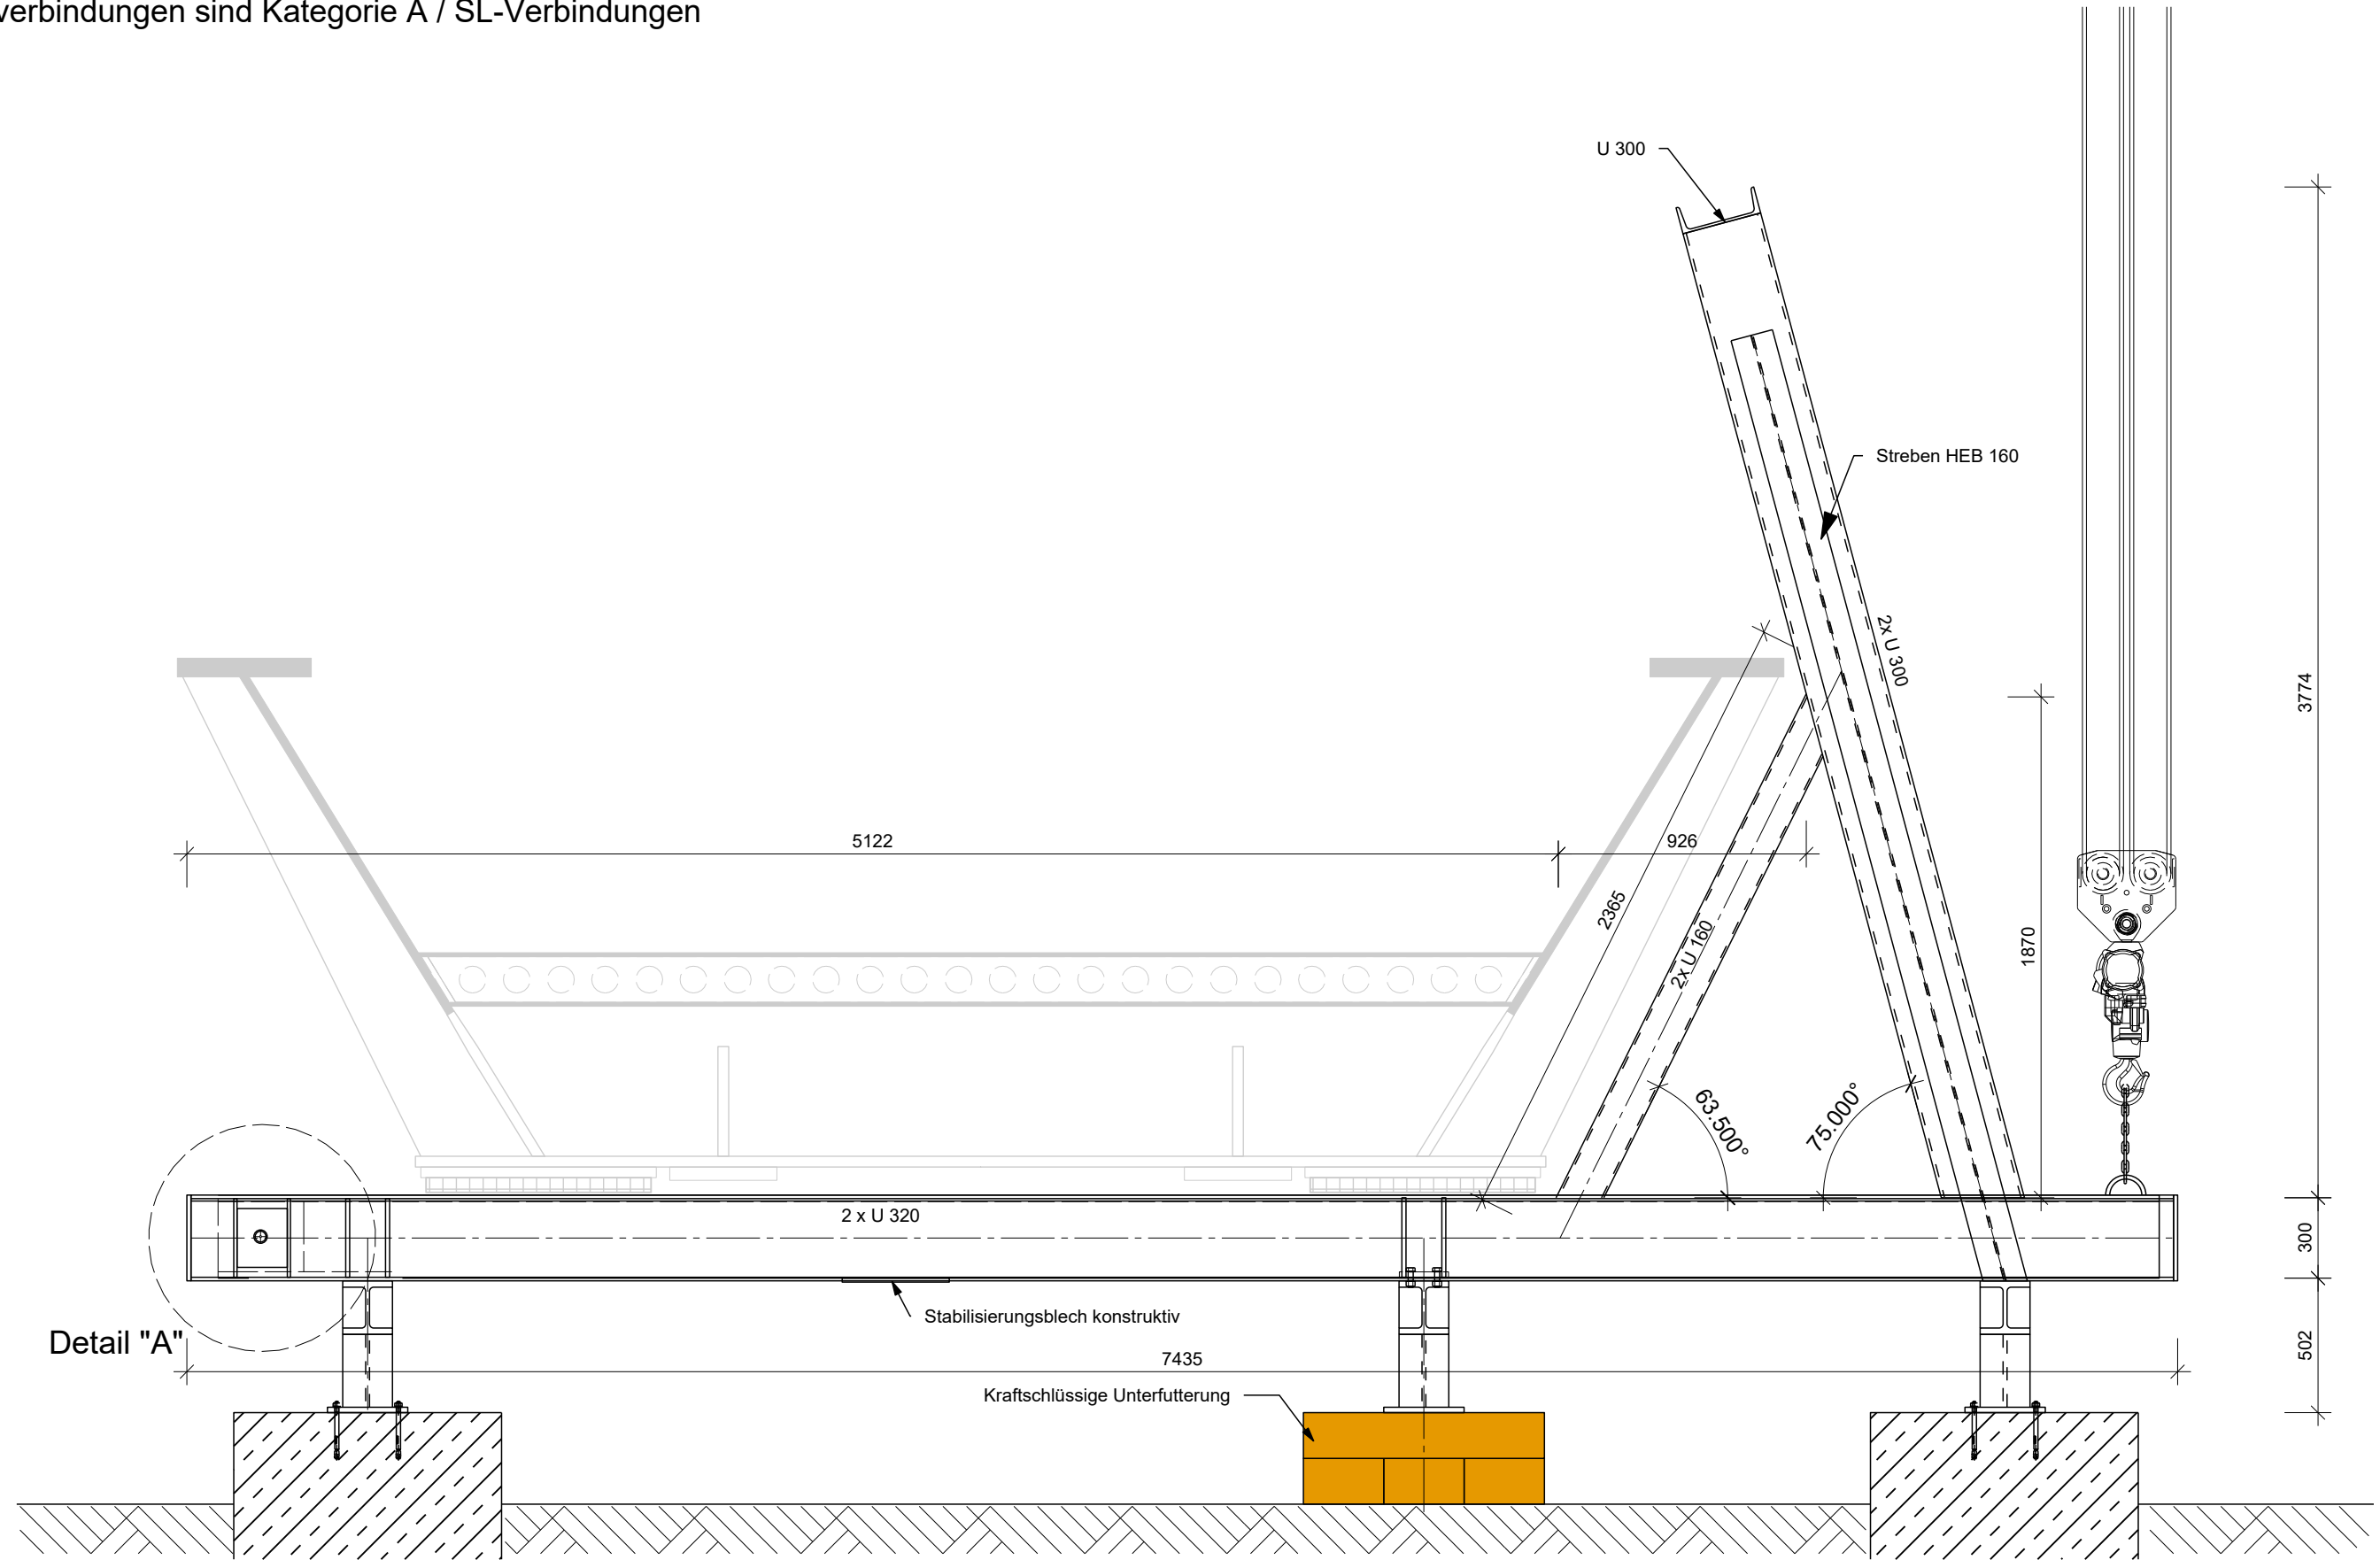 verbindungen sind Kategorie A / SL-Verbindungen
U 300
Streben HEB 160
2x U 300
3774
5122
926
2365
2x U 160
1870
63.500°
75.000°
2 x U 320
300
Stabilisierungsblech konstruktiv
Detail "A"
7435
502
Kraftschlüssige Unterfutterung